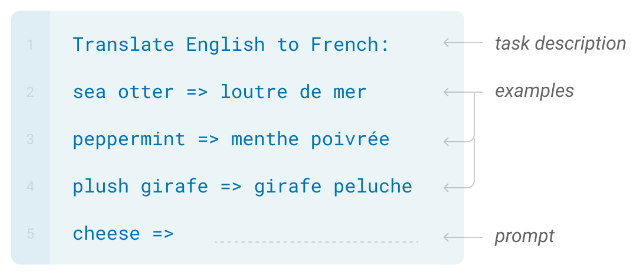 1 Translate English to French: task description
2 sea otter => loutre de mer examples
3 peppermint => menthe poivrée
4 plush girafe => girafe peluche
5 cheese => prompt